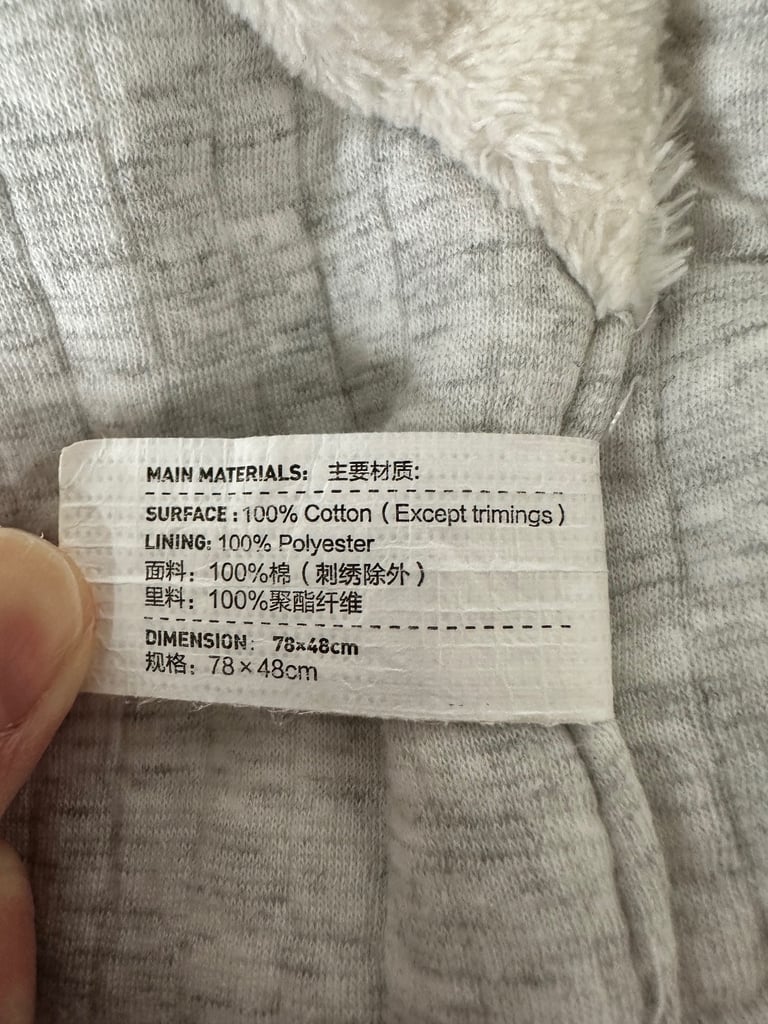 MAIN MATERIALS: 主要材质:
SURFACE: 100% Cotton (Except trimings)
LINING: 100% Polyester
面料: 100%棉 (刺绣除外)
里料: 100%聚酯纤维
DIMENSION: 78×48cm
规格: 78×48cm